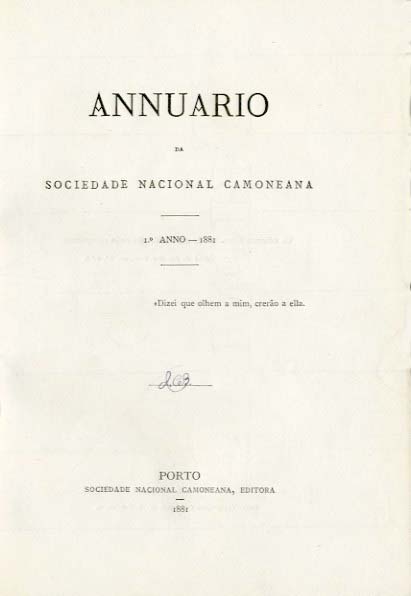 ANNUARIO
DA
SOCIEDADE NACIONAL CAMONEANA
1.º ANNO — 1881
«Dizei que olhem a mim, crerão a ella.
PORTO
SOCIEDADE NACIONAL CAMONEANA, EDITORA
1881